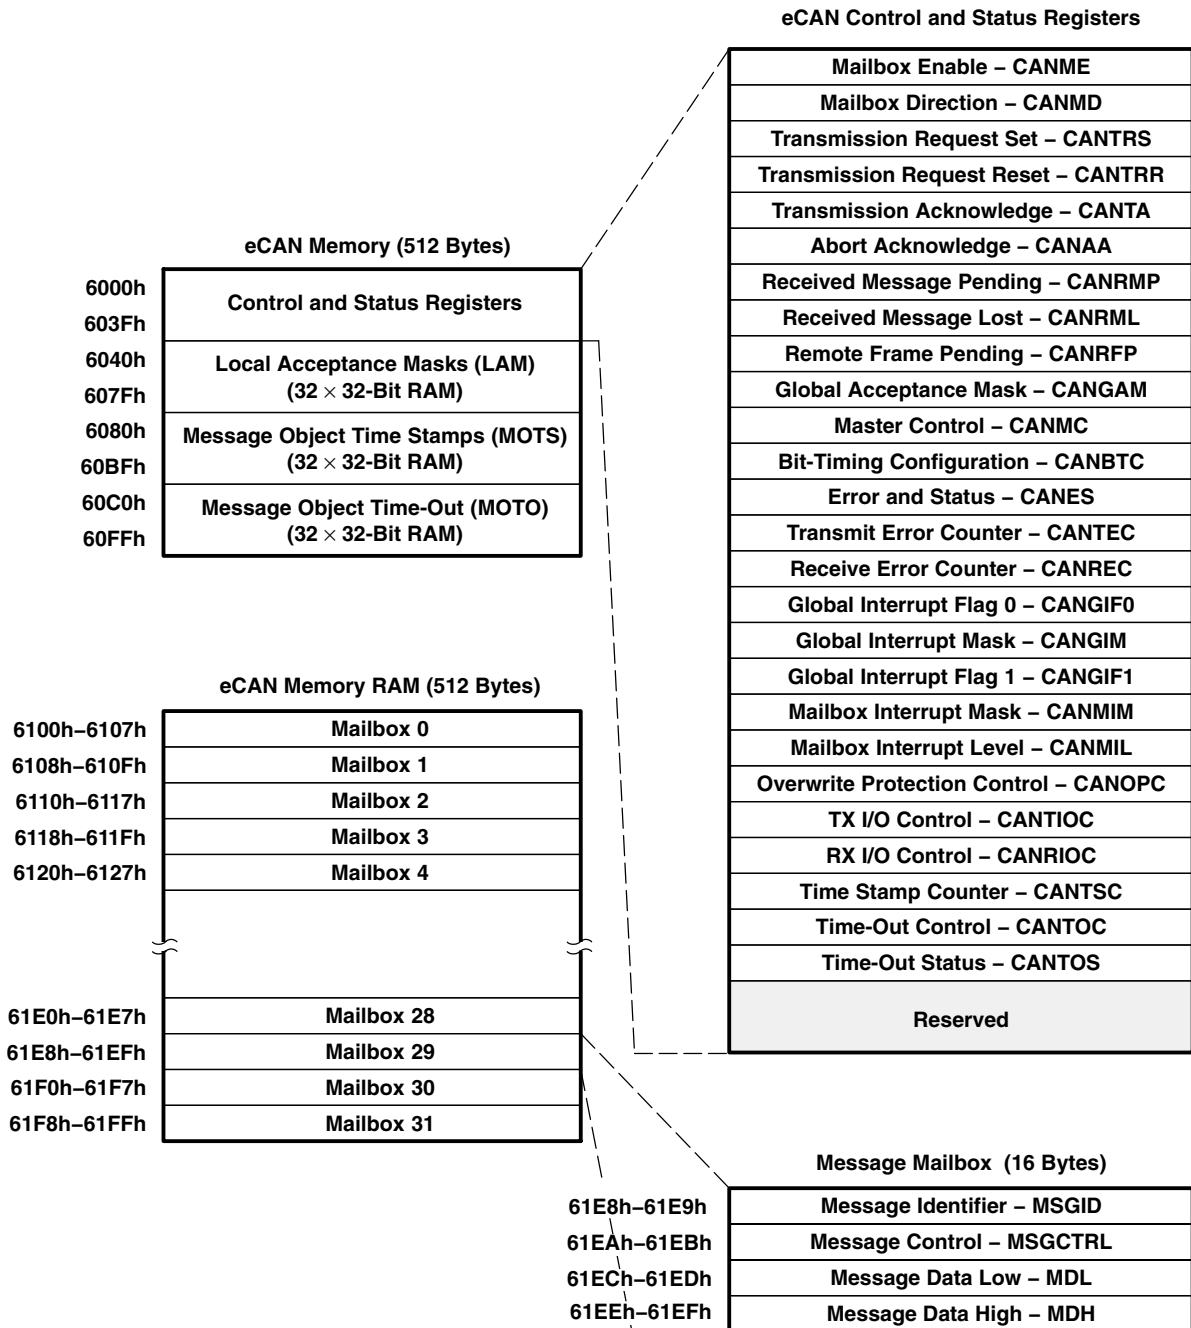 eCAN Control and Status Registers
Mailbox Enable – CANME
Mailbox Direction – CANMD
Transmission Request Set – CANTRS
Transmission Request Reset – CANTRR
Transmission Acknowledge – CANTA
Abort Acknowledge – CANAA
Received Message Pending – CANRMP
Received Message Lost – CANRML
Remote Frame Pending – CANRFP
Global Acceptance Mask – CANGAM
Master Control – CANMC
Bit-Timing Configuration – CANBTC
Error and Status – CANES
Transmit Error Counter – CANTEC
Receive Error Counter – CANREC
Global Interrupt Flag 0 – CANGIF0
Global Interrupt Mask – CANGIM
Global Interrupt Flag 1 – CANGIF1
Mailbox Interrupt Mask – CANMIM
Mailbox Interrupt Level – CANMIL
Overwrite Protection Control – CANOPC
TX I/O Control – CANTIOC
RX I/O Control – CANRIOC
Time Stamp Counter – CANTSC
Time-Out Control – CANTOC
Time-Out Status – CANTOS
Reserved
eCAN Memory (512 Bytes)
6000h
Control and Status Registers
603Fh
6040h
Local Acceptance Masks (LAM)
(32 × 32-Bit RAM)
607Fh
6080h
Message Object Time Stamps (MOTS)
(32 × 32-Bit RAM)
60BFh
60C0h
Message Object Time-Out (MOTO)
(32 × 32-Bit RAM)
60FFh
eCAN Memory RAM (512 Bytes)
6100h–6107h Mailbox 0
6108h–610Fh Mailbox 1
6110h–6117h Mailbox 2
6118h–611Fh Mailbox 3
6120h–6127h Mailbox 4
61E0h–61E7h Mailbox 28
61E8h–61EFh Mailbox 29
61F0h–61F7h Mailbox 30
61F8h–61FFh Mailbox 31
Message Mailbox (16 Bytes)
61E8h–61E9h Message Identifier – MSGID
61EAh–61EBh Message Control – MSGCTRL
61ECh–61EDh Message Data Low – MDL
61EEh–61EFh Message Data High – MDH